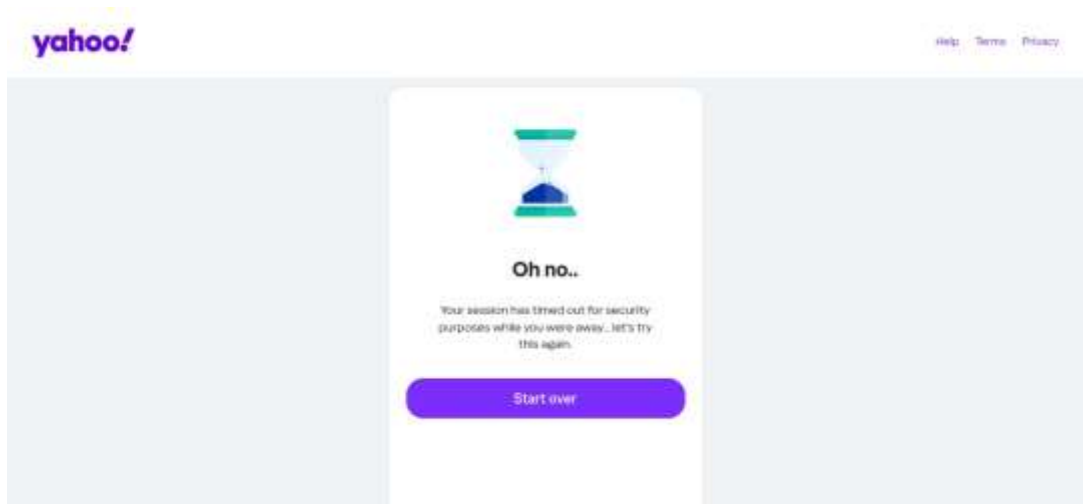 yahoo!
Help Terms Privacy
Oh no..
Your session has timed out for security
purposes while you were away... let's try
this again.
Start over